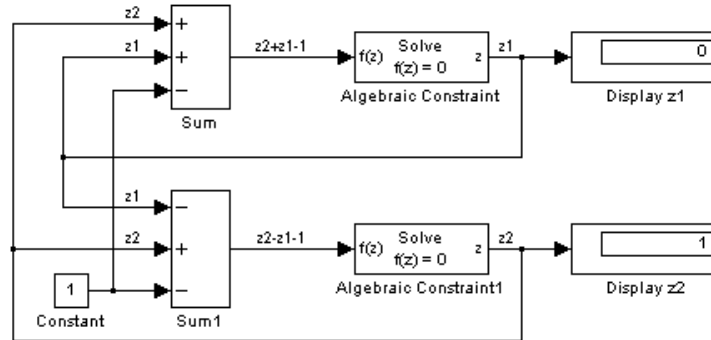 z2
+
z1
+
−
Sum
z2+z1-1
f(z)
Solve
f(z) = 0
z
Algebraic Constraint
z1
0
Display z1
z1
−
z2
+
−
Sum1
z2-z1-1
f(z)
Solve
f(z) = 0
z
Algebraic Constraint1
z2
1
Display z2
1
Constant